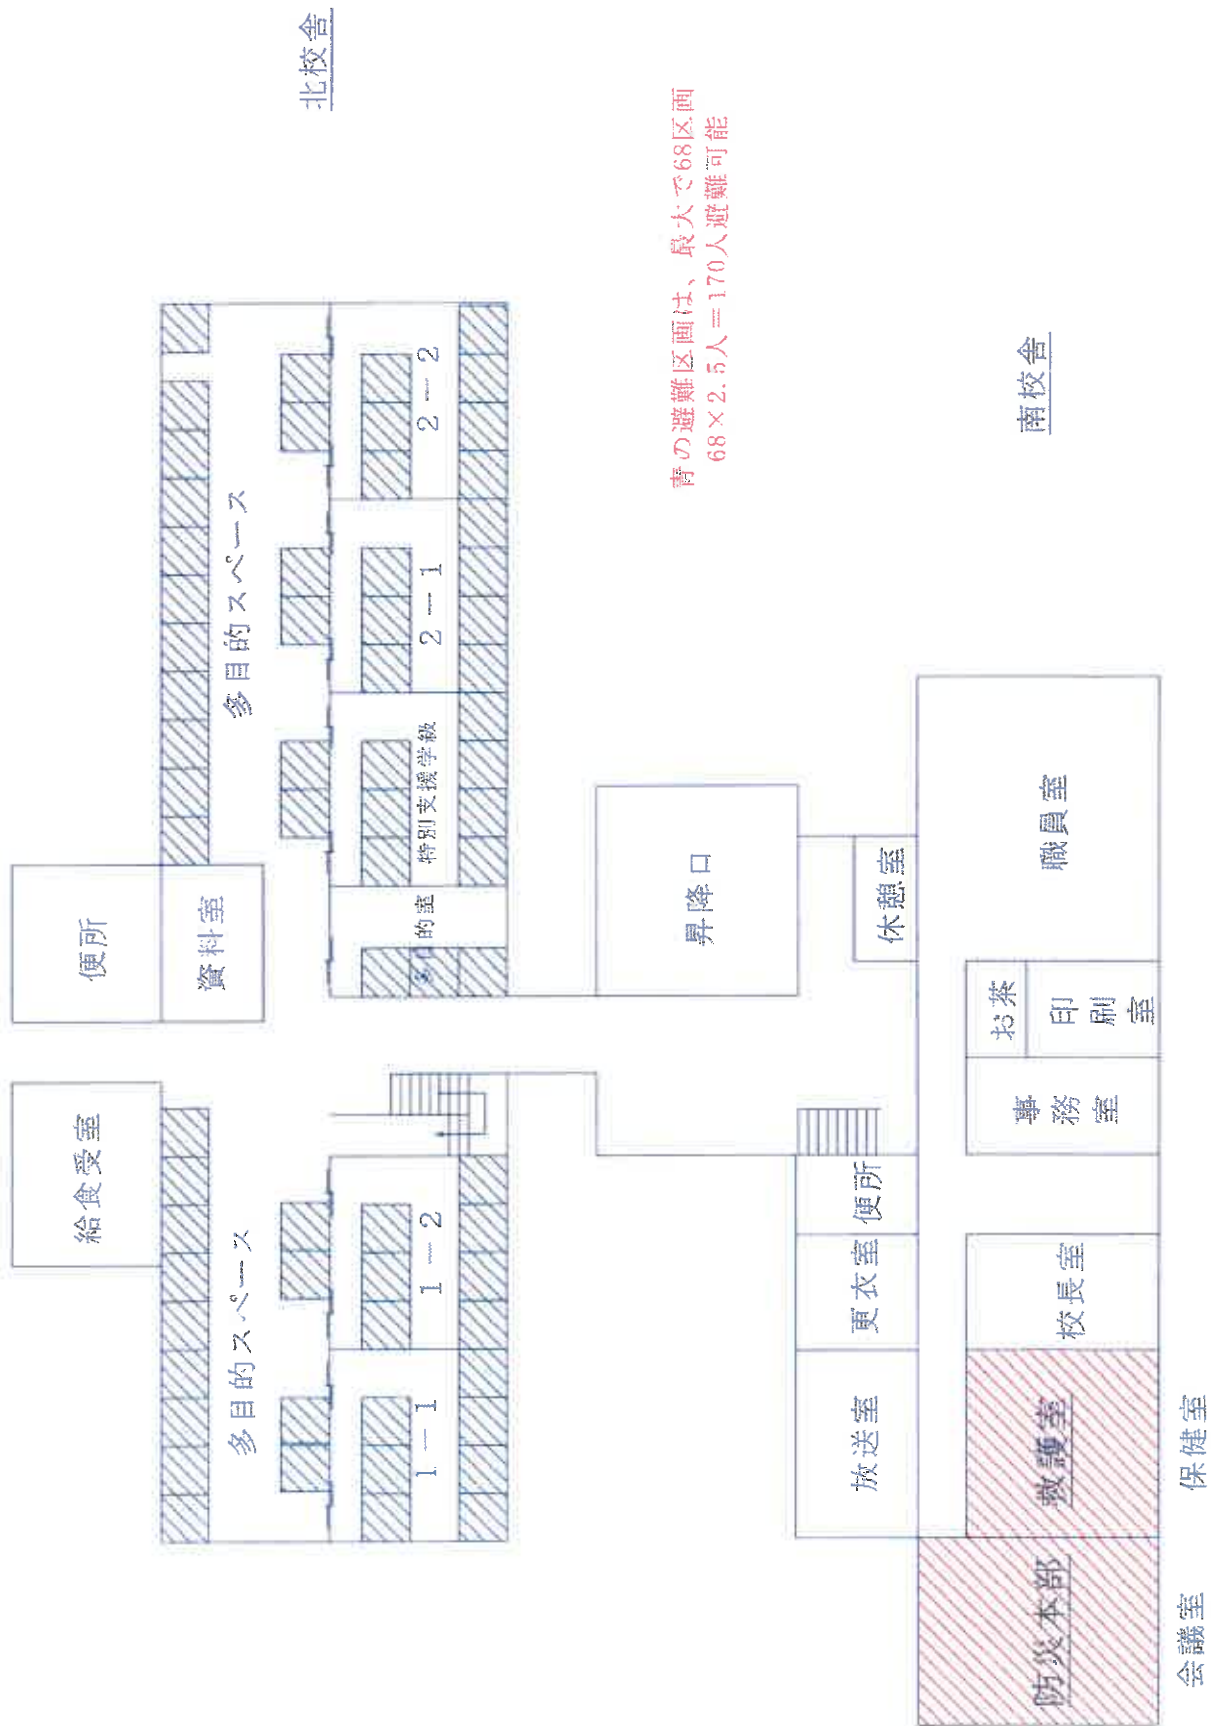 北校舎
便所
給食受室
資料室
多目的スペース
多目的スペース
2－2
2－1
特別支援学級
多目的室
1－2
1－1
青の避難区画は、最大で68区画
68×2.5人＝170人避難可能
南校舎
昇降口
休憩室
職員室
お茶
印刷室
事務室
便所
更衣室
校長室
放送室
救護室
保健室
防災本部
会議室